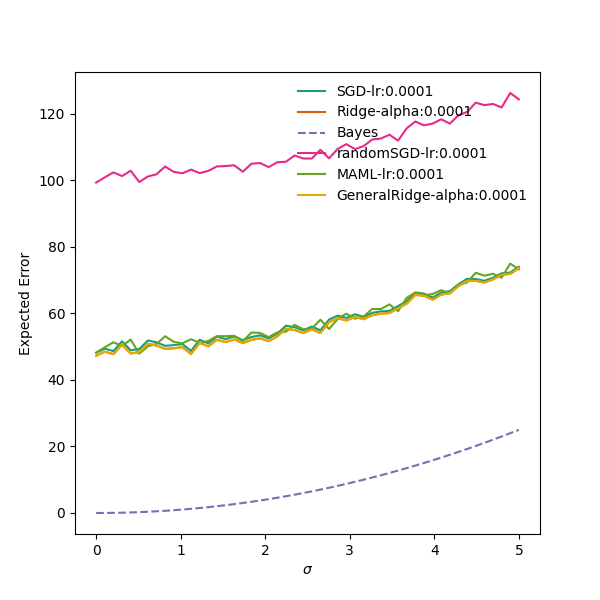 SGD-lr:0.0001
Ridge-alpha:0.0001
Bayes
randomSGD-lr:0.0001
MAML-lr:0.0001
GeneralRidge-alpha:0.0001
120
100
80
60
40
20
0
Expected Error
0 1 2 3 4 5
σ